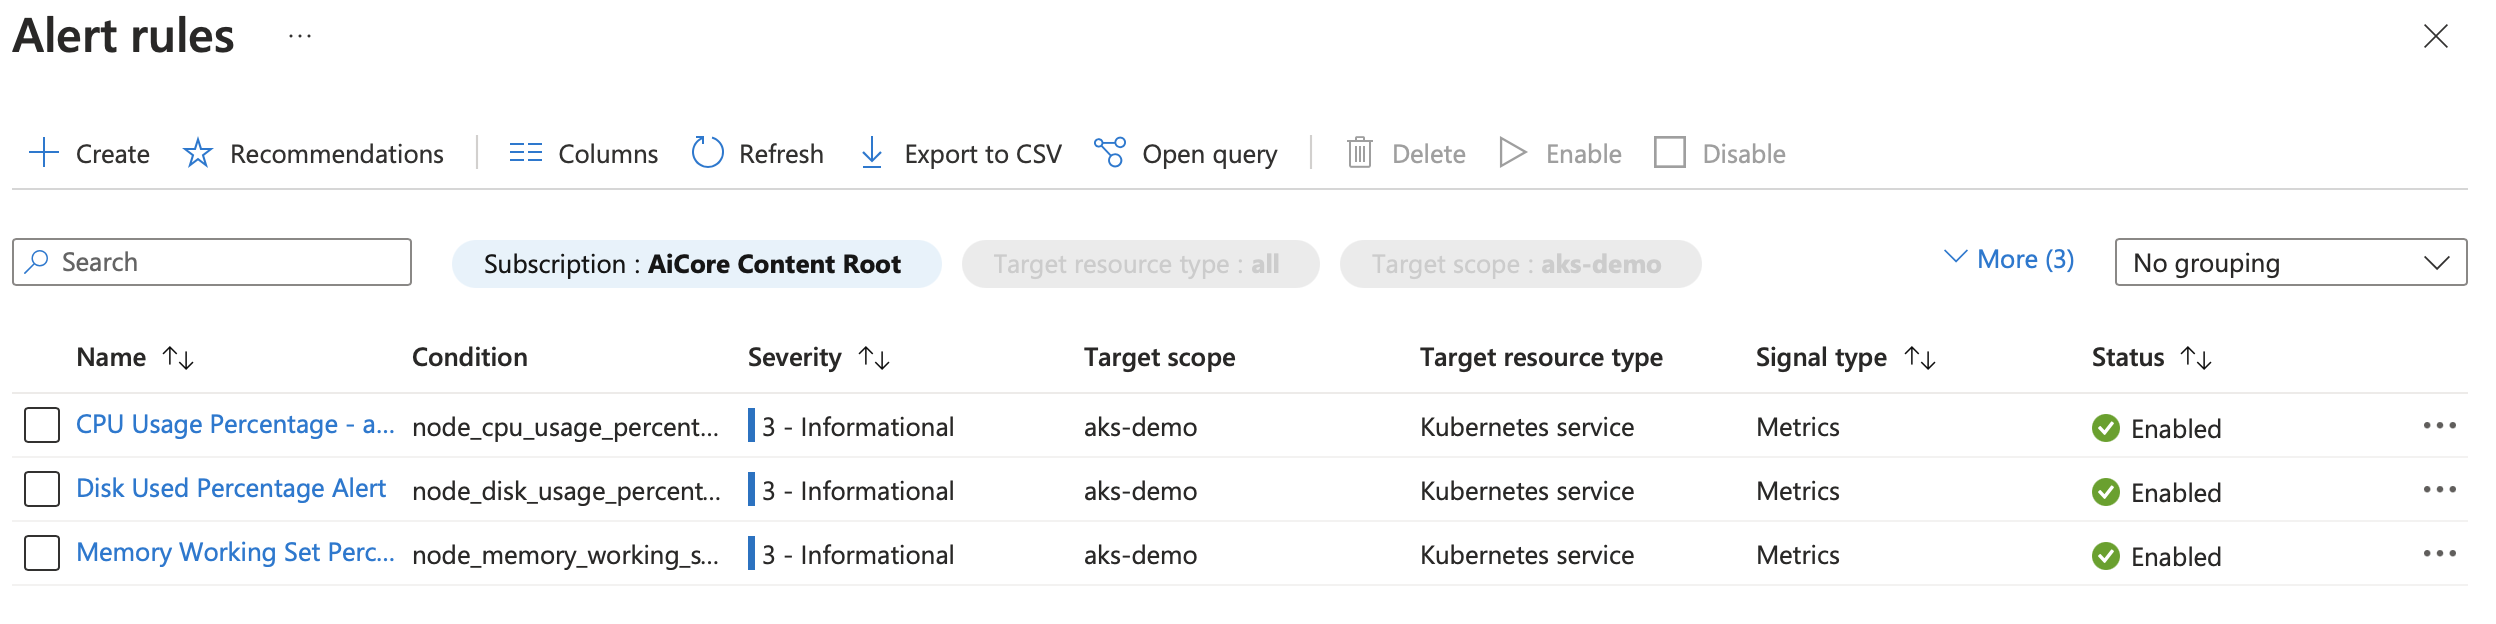 Alert rules ...
Create Recommendations Columns Refresh Export to CSV Open query Delete Enable Disable
Search Subscription : AiCore Content Root Target resource type : all Target scope : aks-demo More (3) No grouping
Name Condition Severity Target scope Target resource type Signal type Status
CPU Usage Percentage - a... node_cpu_usage_percent... 3 - Informational aks-demo Kubernetes service Metrics Enabled
Disk Used Percentage Alert node_disk_usage_percent... 3 - Informational aks-demo Kubernetes service Metrics Enabled
Memory Working Set Perc... node_memory_working_s... 3 - Informational aks-demo Kubernetes service Metrics Enabled